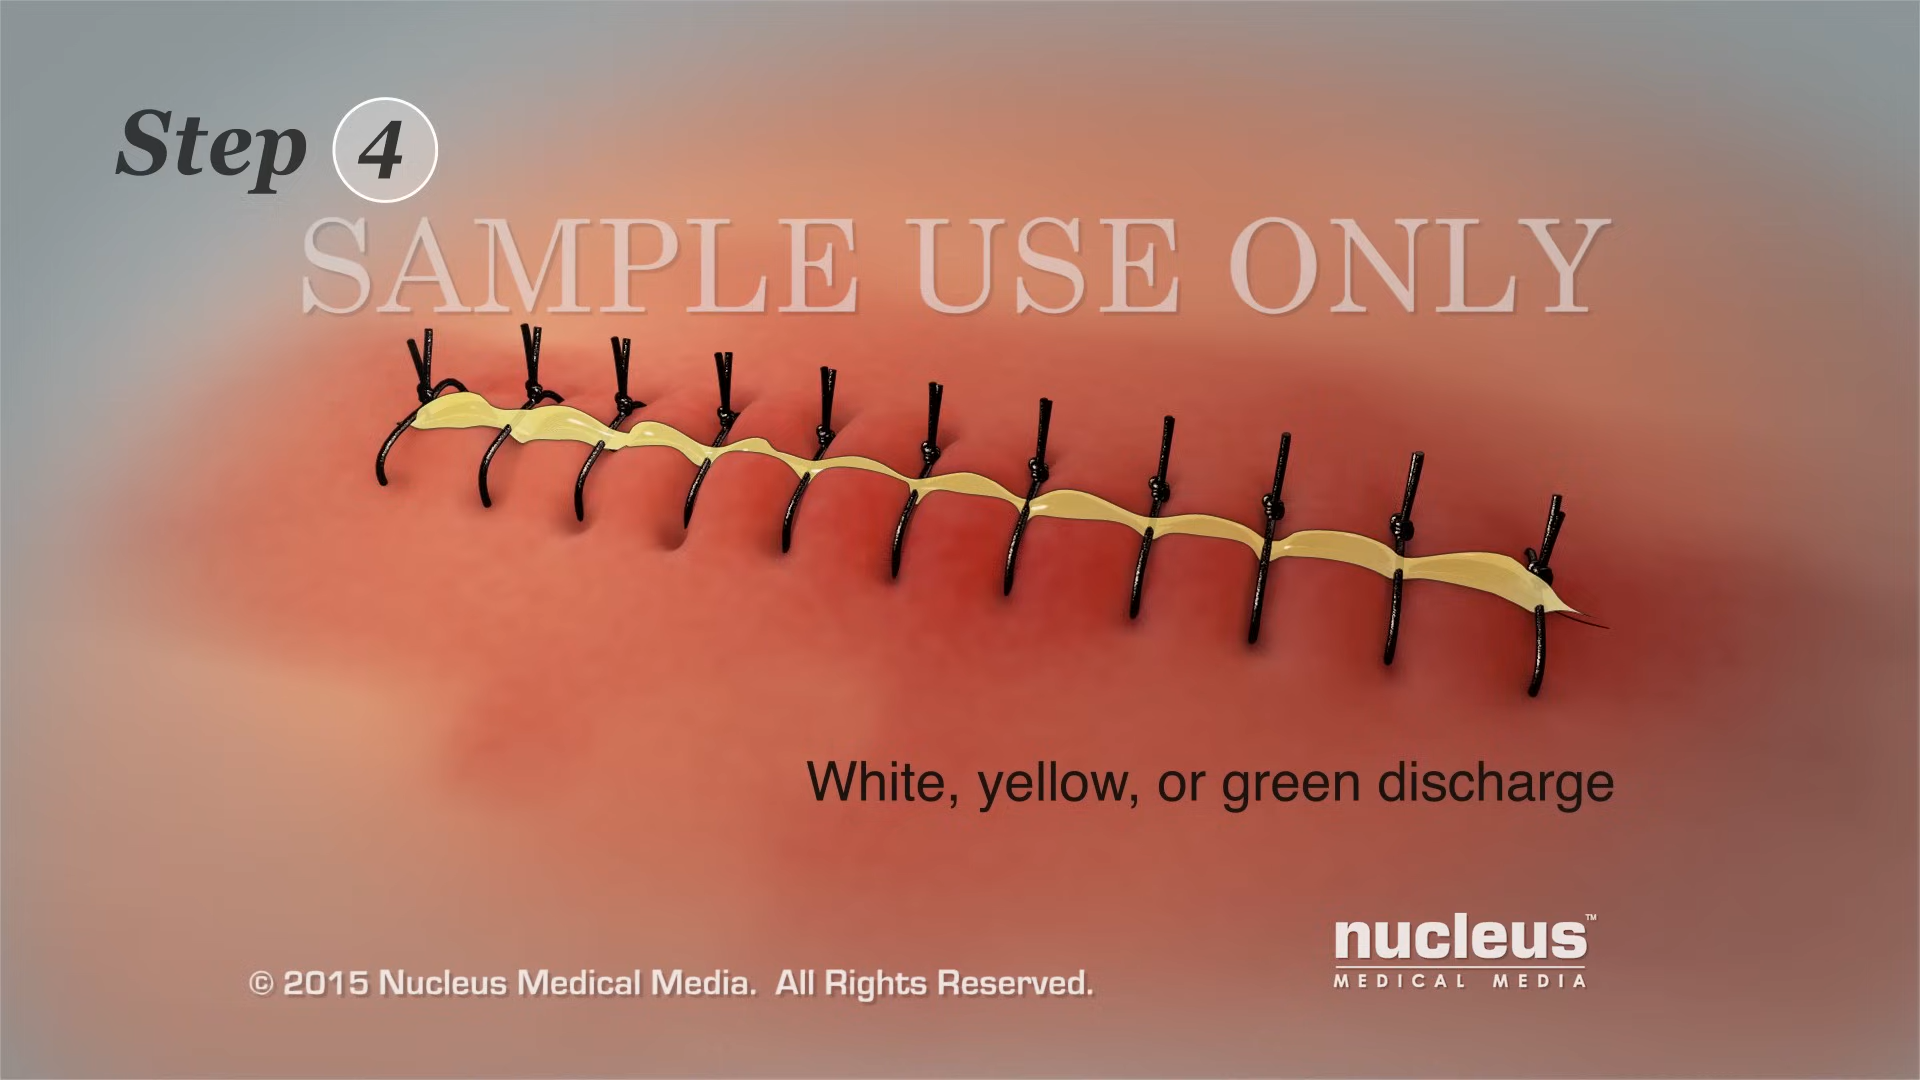 Step 4
SAMPLE USE ONLY
White, yellow, or green discharge
nucleus™
MEDICAL MEDIA
© 2015 Nucleus Medical Media. All Rights Reserved.